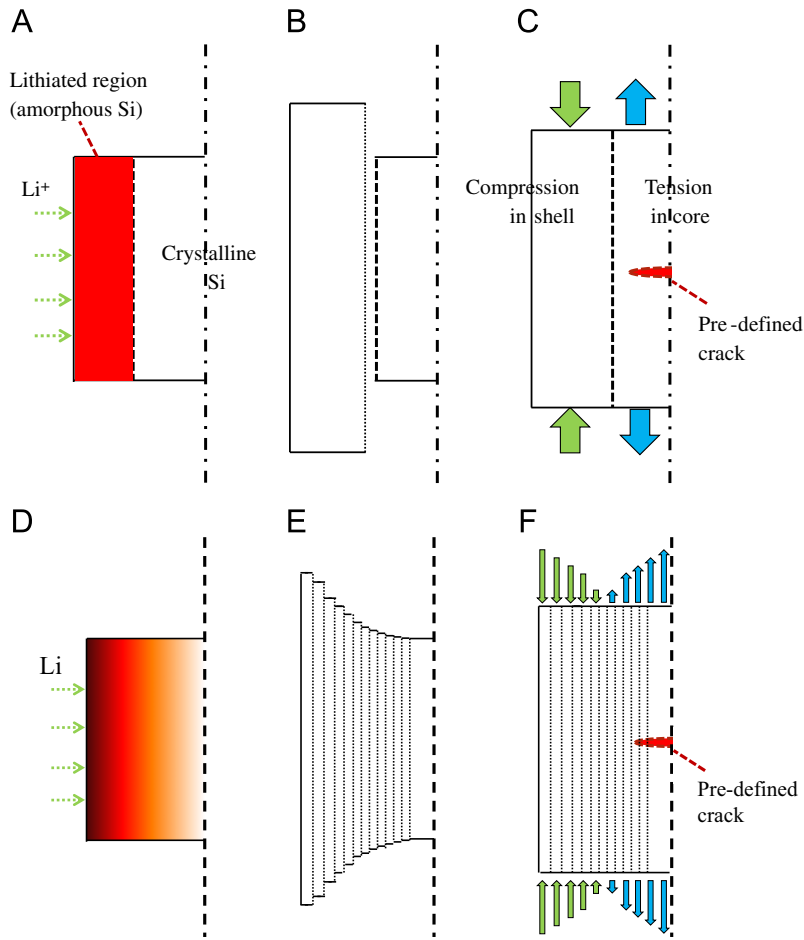 A
B
C
Lithiated region
(amorphous Si)
Li+
Crystalline
Si
Compression
in shell
Tension
in core
Pre-defined
crack
D
E
F
Li
Pre-defined
crack